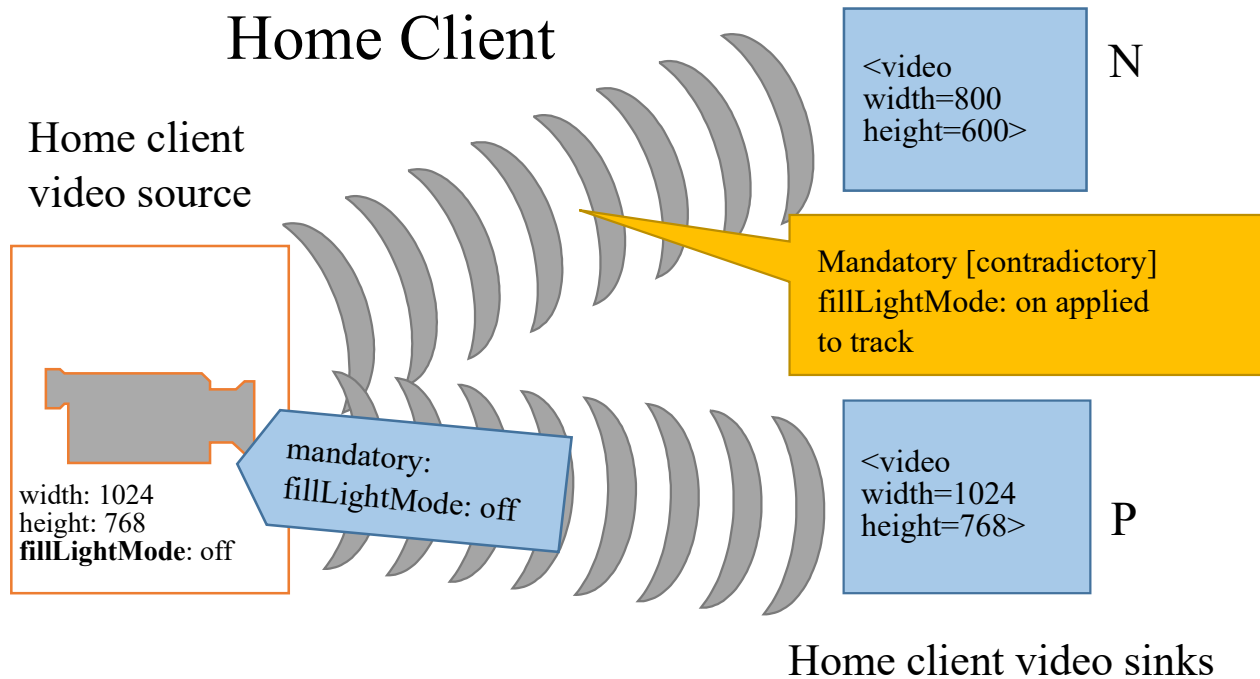 Home Client
Home client
video source
<video
width=800
height=600>
N
Mandatory [contradictory]
fillLightMode: on applied
to track
mandatory:
fillLightMode: off
width: 1024
height: 768
fillLightMode: off
<video
width=1024
height=768>
P
Home client video sinks